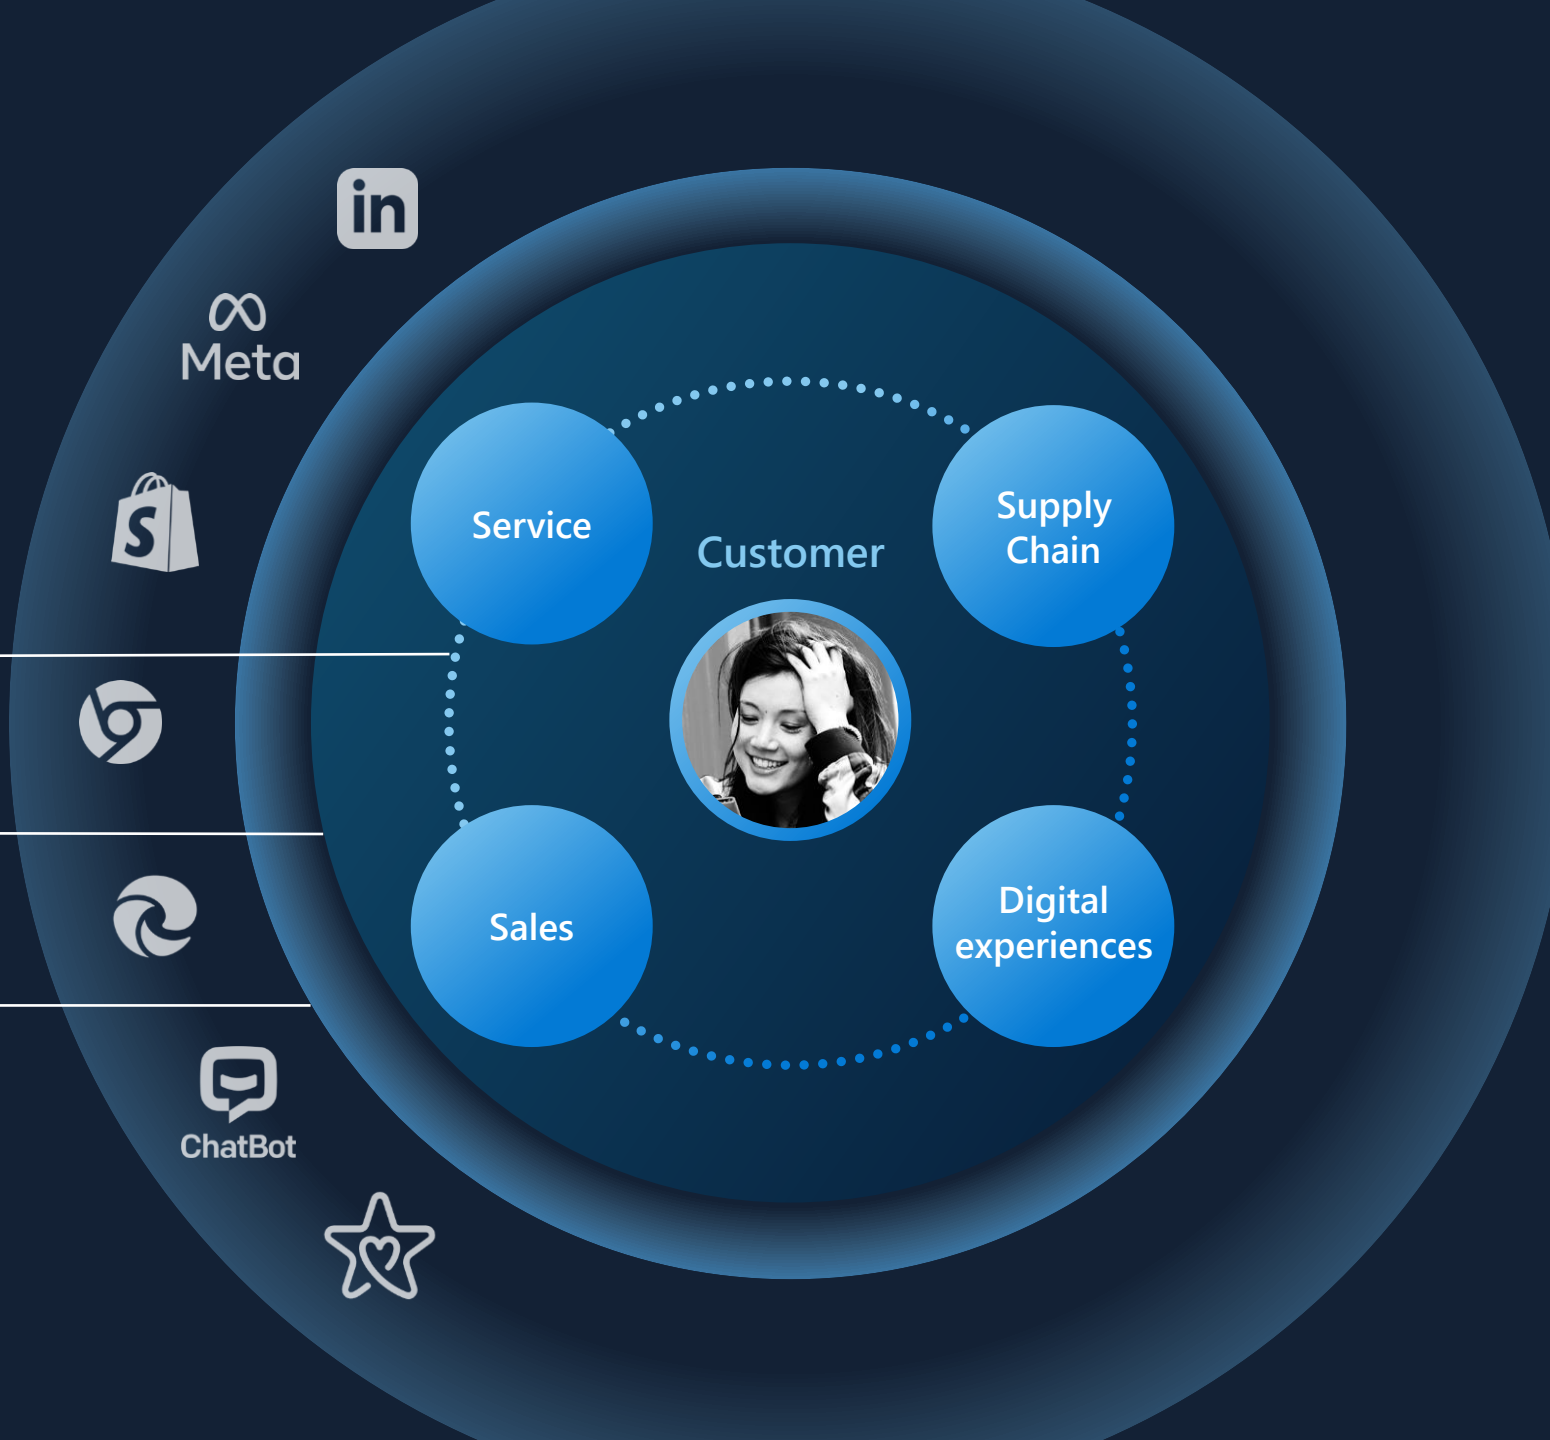 in
Meta
S
Service
Supply
Chain
Customer
Sales
Digital
experiences
ChatBot